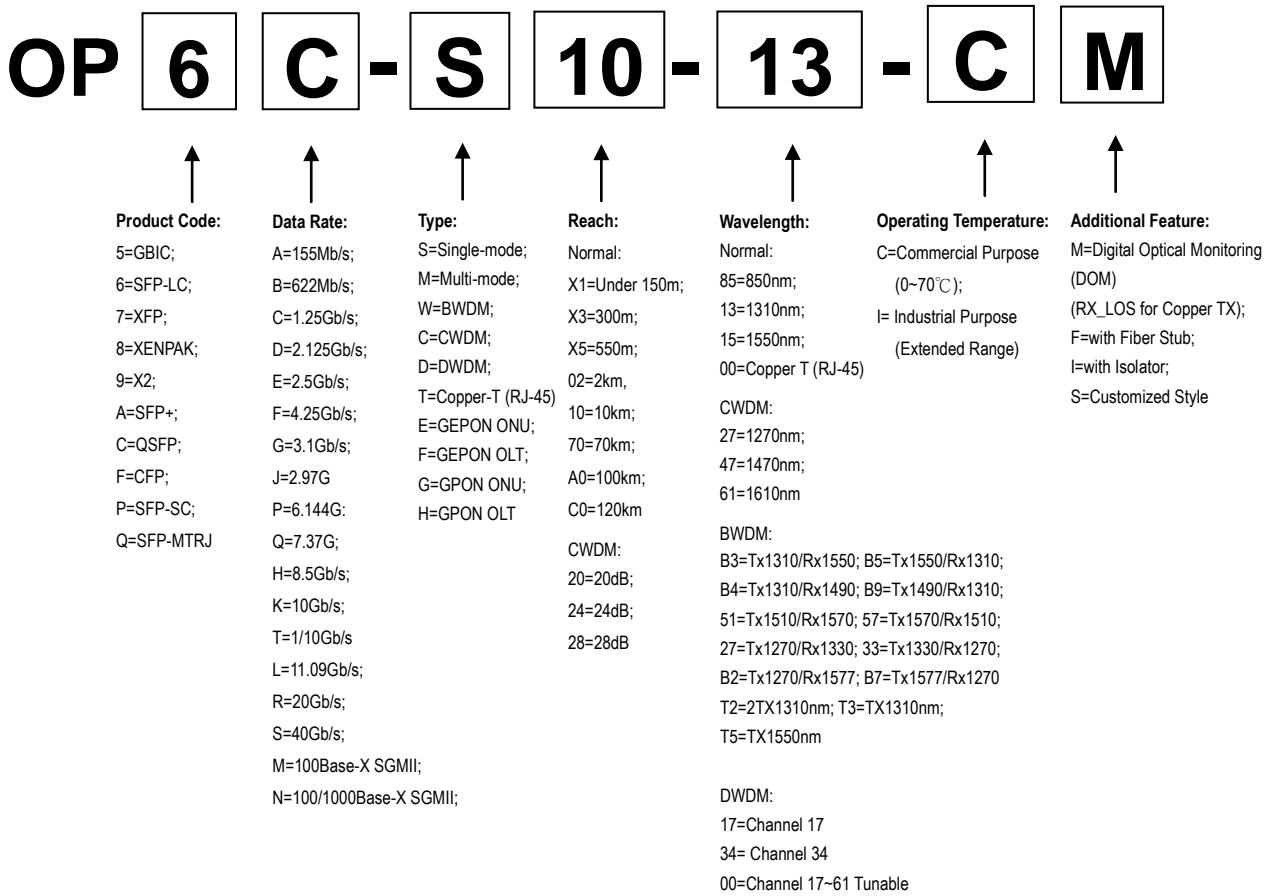 OP 6 C - S 10 - 13 - C M
Product Code:
5=GBIC;
6=SFP-LC;
7=XFP;
8=XENPAK;
9=X2;
A=SFP+;
C=QSFP;
F=CFP;
P=SFP-SC;
Q=SFP-MTRJ
Data Rate:
A=155Mb/s;
B=622Mb/s;
C=1.25Gb/s;
D=2.125Gb/s;
E=2.5Gb/s;
F=4.25Gb/s;
G=3.1Gb/s;
J=2.97G
P=6.144G:
Q=7.37G;
H=8.5Gb/s;
K=10Gb/s;
T=1/10Gb/s
L=11.09Gb/s;
R=20Gb/s;
S=40Gb/s;
M=100Base-X SGMII;
N=100/1000Base-X SGMII;
Type:
S=Single-mode;
M=Multi-mode;
W=BWDM;
C=CWDM;
D=DWDM;
T=Copper-T (RJ-45)
E=GEPON ONU;
F=GEPON OLT;
G=GPON ONU;
H=GPON OLT
Reach:
Normal:
X1=Under 150m;
X3=300m;
X5=550m;
02=2km,
10=10km;
70=70km;
A0=100km;
C0=120km
CWDM:
20=20dB;
24=24dB;
28=28dB
Wavelength:
Normal:
85=850nm;
13=1310nm;
15=1550nm;
00=Copper T (RJ-45)
CWDM:
27=1270nm;
47=1470nm;
61=1610nm
BWDM:
B3=Tx1310/Rx1550; B5=Tx1550/Rx1310;
B4=Tx1310/Rx1490; B9=Tx1490/Rx1310;
51=Tx1510/Rx1570; 57=Tx1570/Rx1510;
27=Tx1270/Rx1330; 33=Tx1330/Rx1270;
B2=Tx1270/Rx1577; B7=Tx1577/Rx1270
T2=2TX1310nm; T3=TX1310nm;
T5=TX1550nm
DWDM:
17=Channel 17
34= Channel 34
00=Channel 17~61 Tunable
Operating Temperature:
C=Commercial Purpose
(0~70℃);
I= Industrial Purpose
(Extended Range)
Additional Feature:
M=Digital Optical Monitoring
(DOM)
(RX_LOS for Copper TX);
F=with Fiber Stub;
I=with Isolator;
S=Customized Style